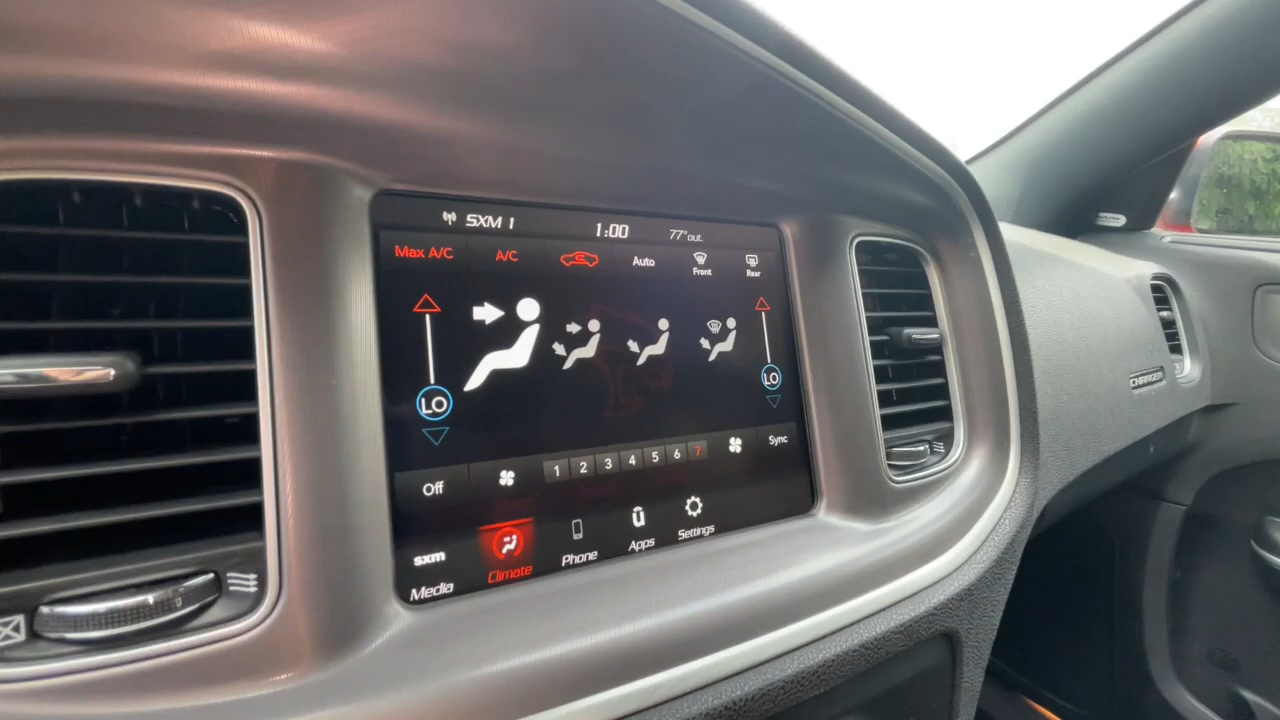 SXM 1 1:00 77° out.
Max A/C A/C Auto Front Rear
LO LO
Off 1 2 3 4 5 6 7 Sync
sxm
Media Climate Phone Apps Settings
CHARGER